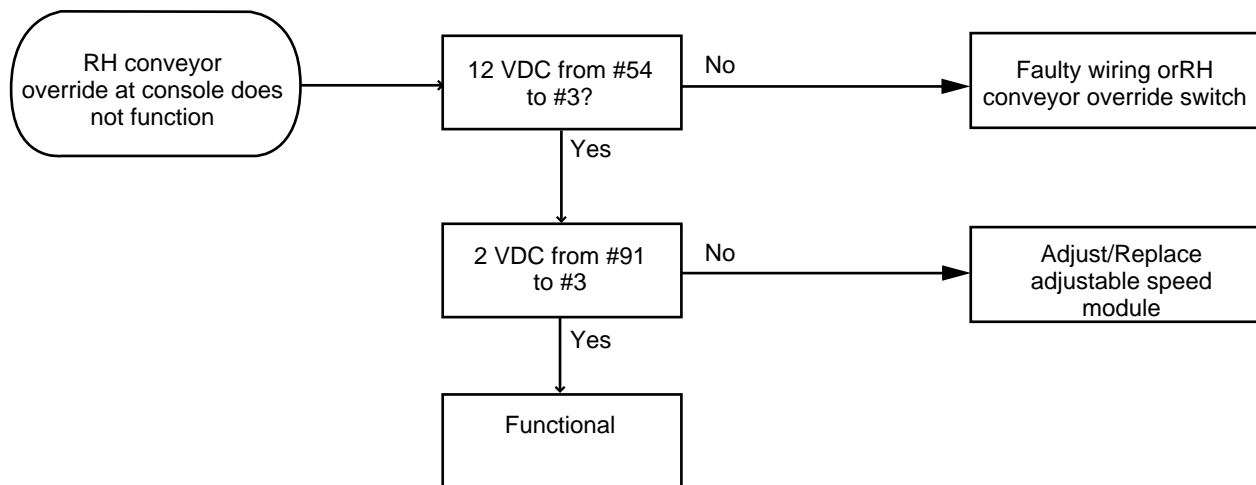 RH conveyor
override at console does
not function
12 VDC from #54
to #3?
No
Faulty wiring orRH
conveyor override switch
Yes
2 VDC from #91
to #3
No
Adjust/Replace
adjustable speed
module
Yes
Functional